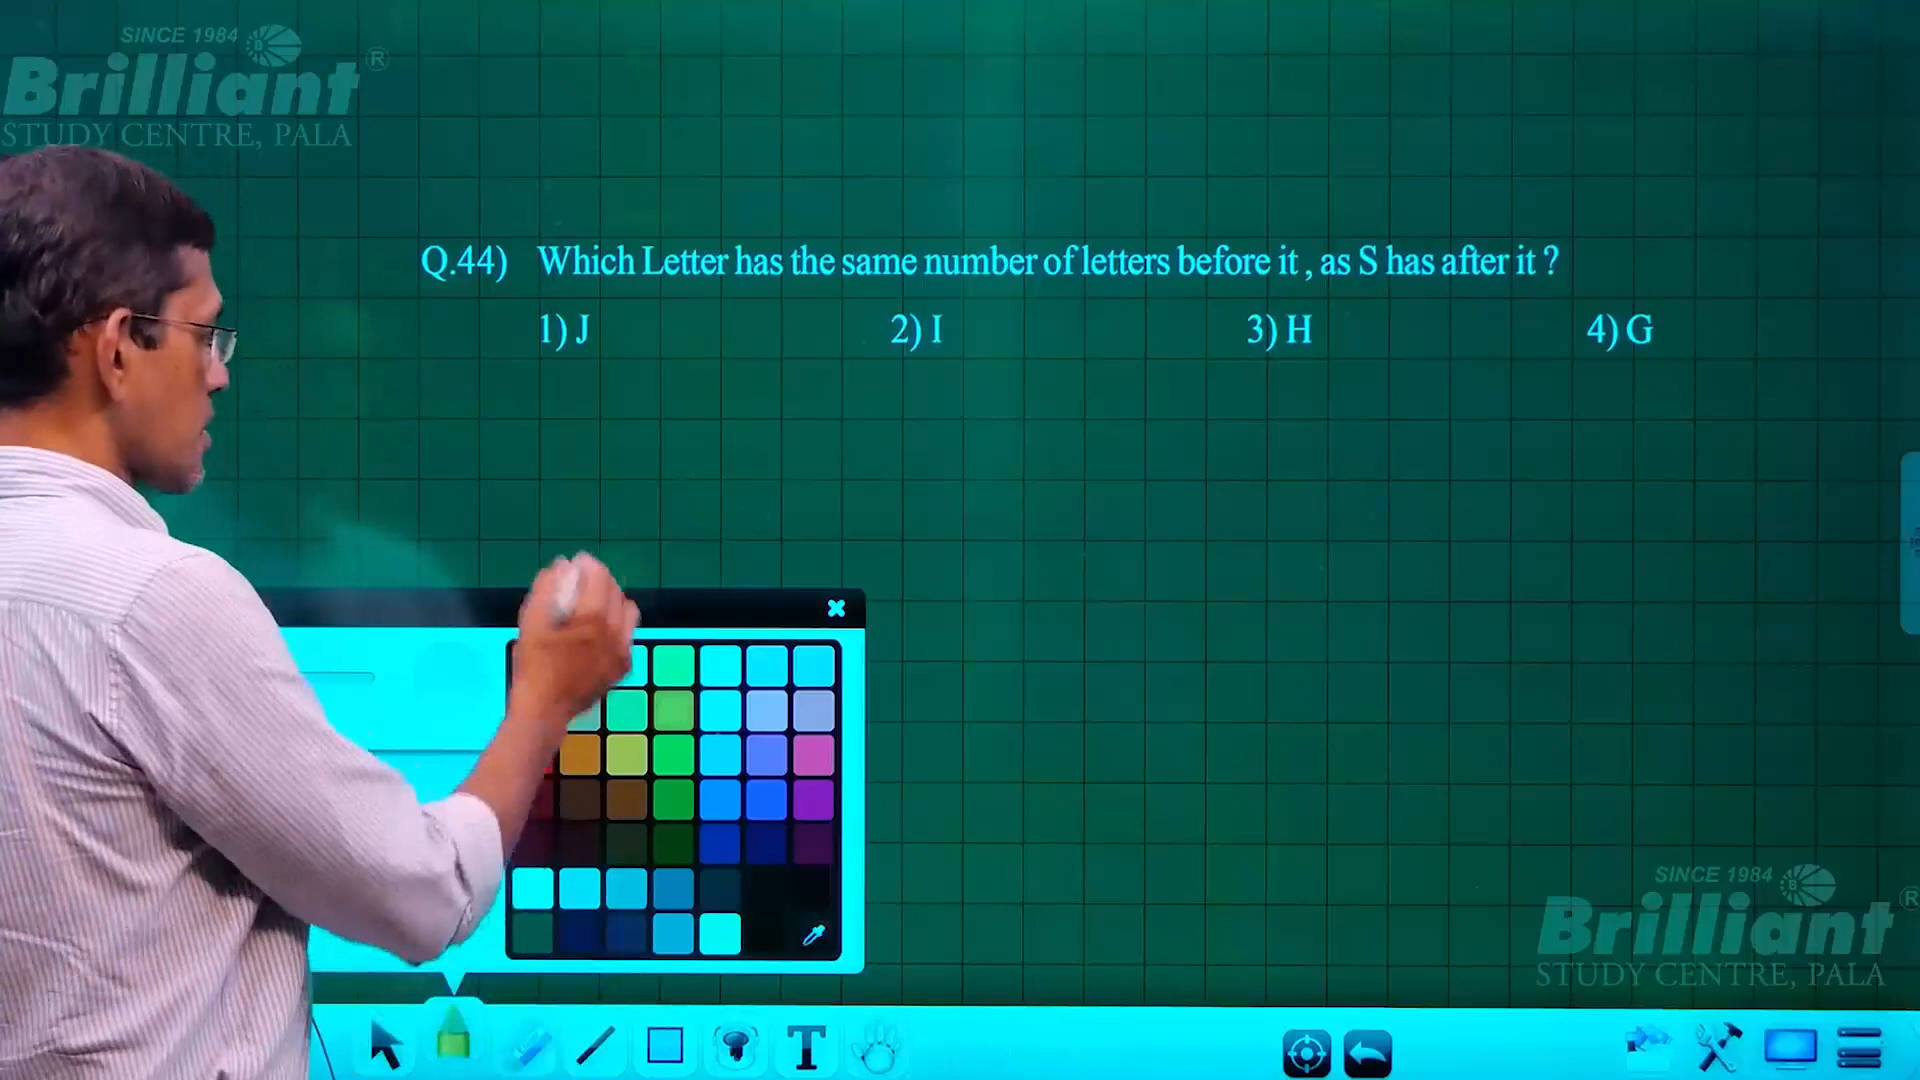 SINCE 1984
Brilliant
STUDY CENTRE, PALA
Q.44) Which Letter has the same number of letters before it , as S has after it ?
1) J 2) I 3) H 4) G
SINCE 1984
Brilliant
STUDY CENTRE, PALA
T